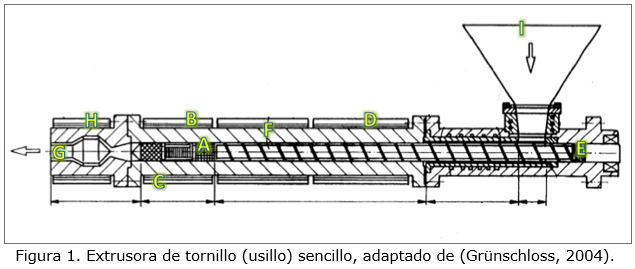 I
H
B
D
F
A
G
E
C
Figura 1. Extrusora de tornillo (usillo) sencillo, adaptado de (Grünschloss, 2004).